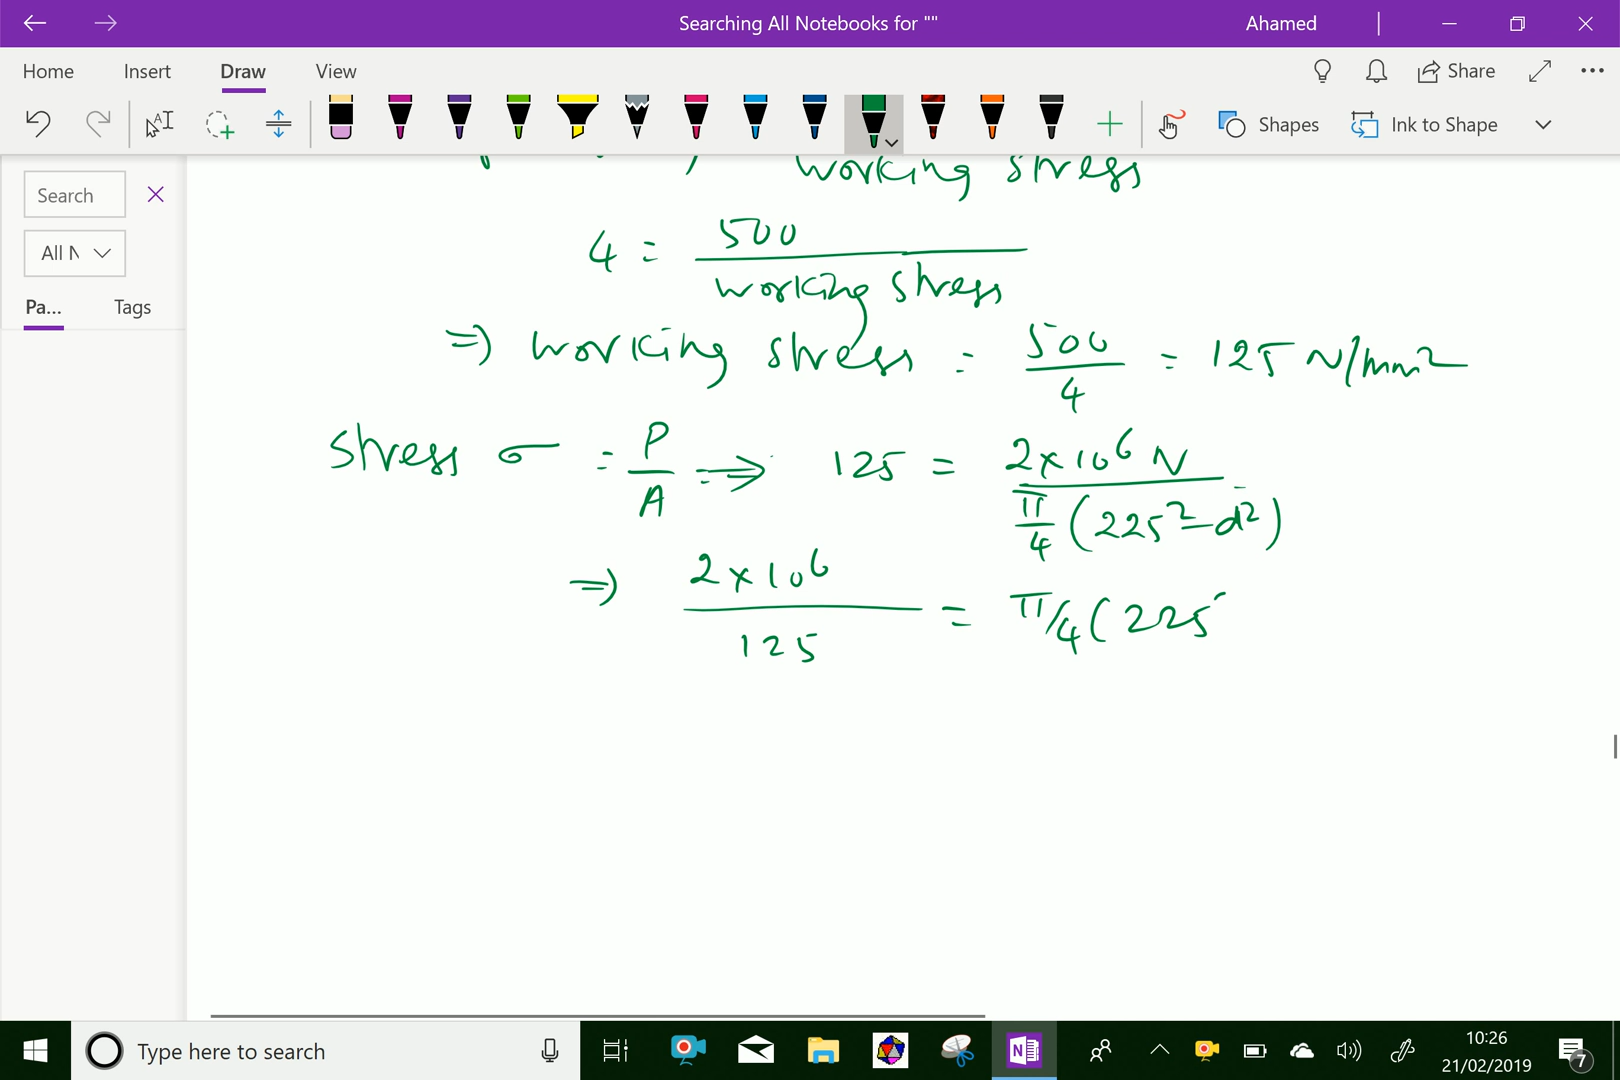 Searching All Notebooks for ""
Ahamed
Home Insert Draw View
Share
Shapes
Ink to Shape
Search
All N
Pa... Tags
working stress
4 = 500 / working stress
=) working stress = 500/4 = 125 N/mm²
Stress σ = P/A => 125 = 2×10⁶ N / π/4 (225² - d²)
=) 2×10⁶ / 125 = π/4 (225
Type here to search
10:26
21/02/2019
7